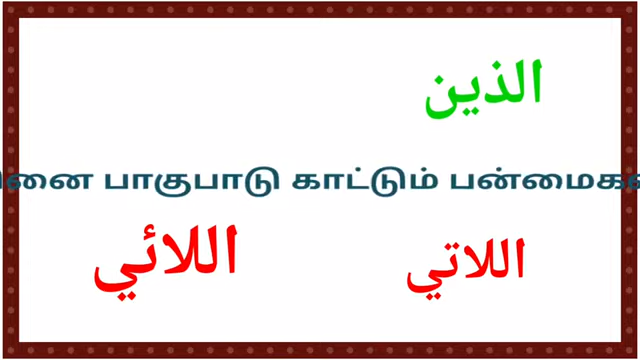 الذين
பாகுபாடு காட்டும்
اللاتي اللائي